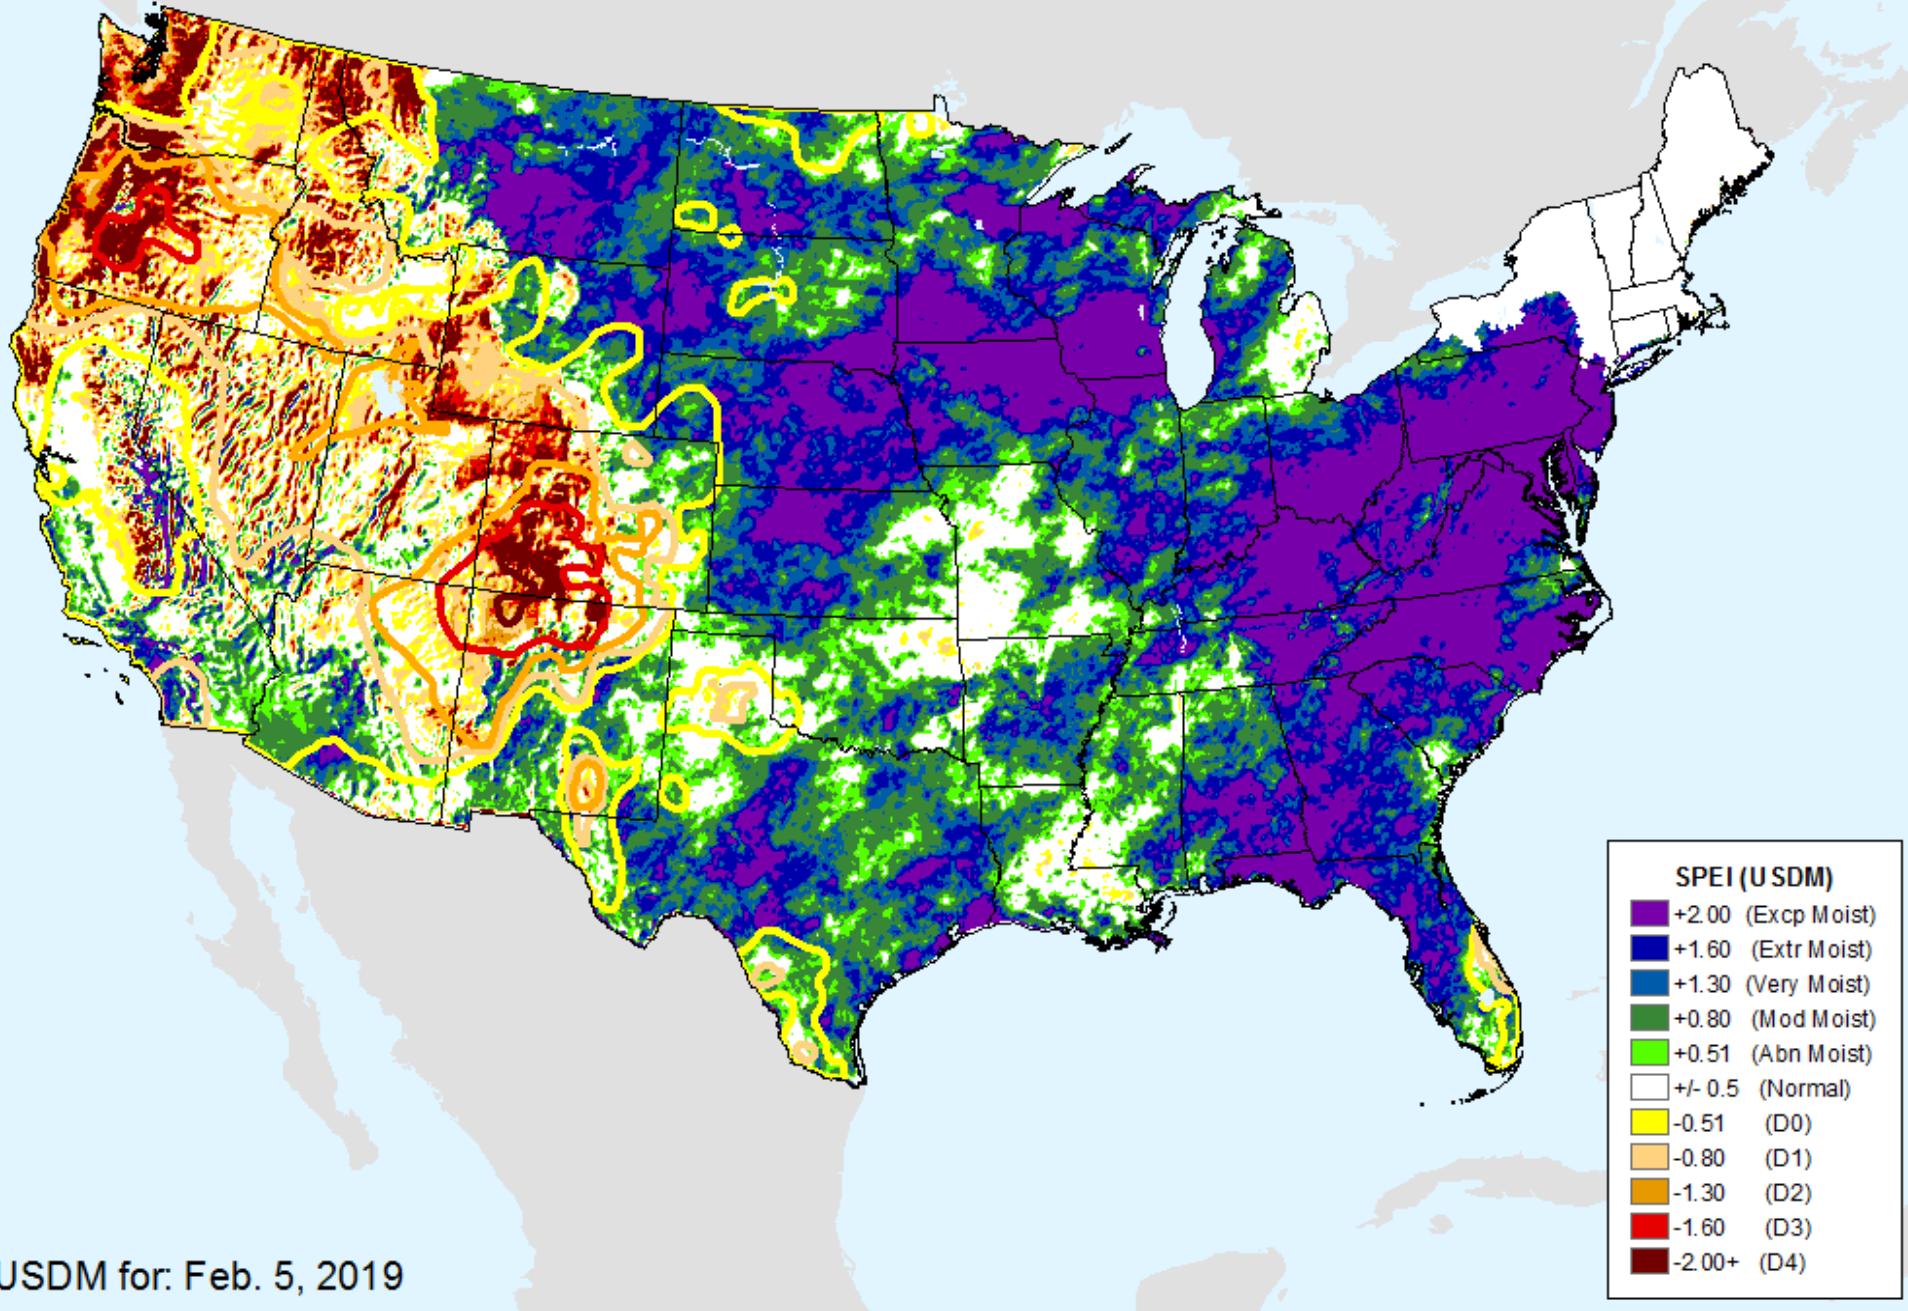 SPEI (USDM)
+2.00 (Excp Moist)
+1.60 (Extr Moist)
+1.30 (Very Moist)
+0.80 (Mod Moist)
+0.51 (Abn Moist)
+/- 0.5 (Normal)
-0.51 (D0)
-0.80 (D1)
-1.30 (D2)
-1.60 (D3)
-2.00+ (D4)
USDM for: Feb. 5, 2019